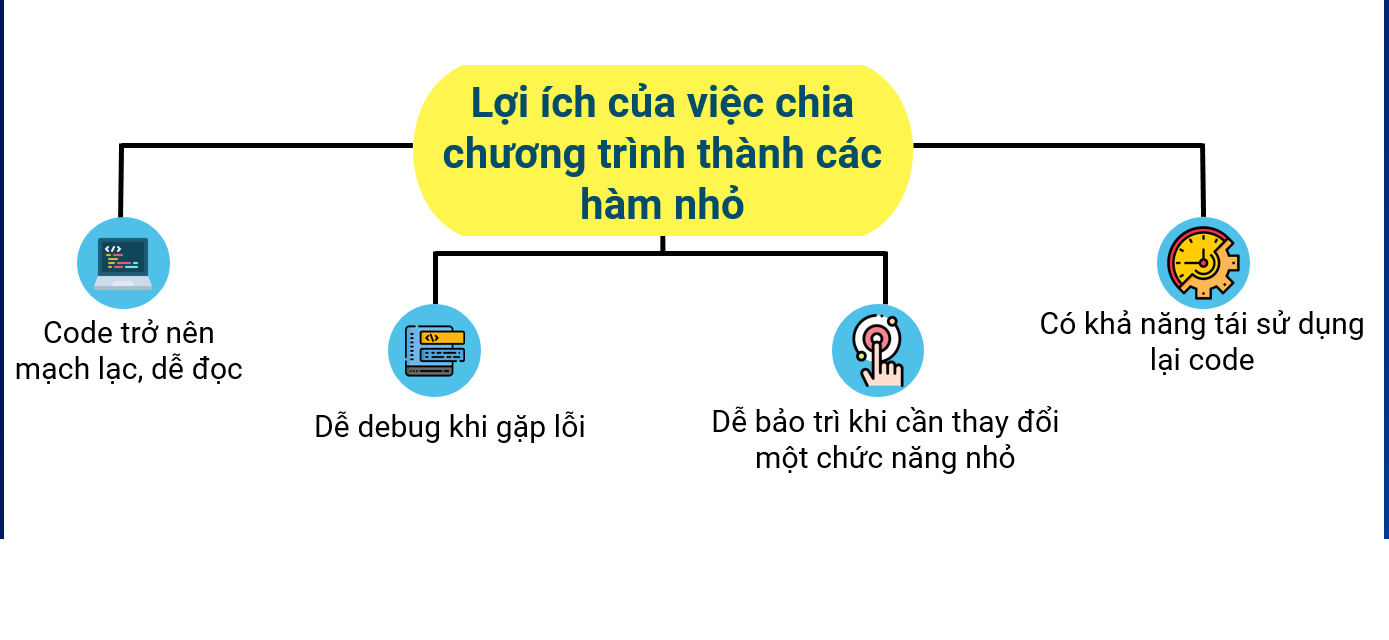 Lợi ích của việc chia
chương trình thành các
hàm nhỏ
Code trở nên
mạch lạc, dễ đọc
Dễ debug khi gặp lỗi
Dễ bảo trì khi cần thay đổi
một chức năng nhỏ
Có khả năng tái sử dụng
lại code